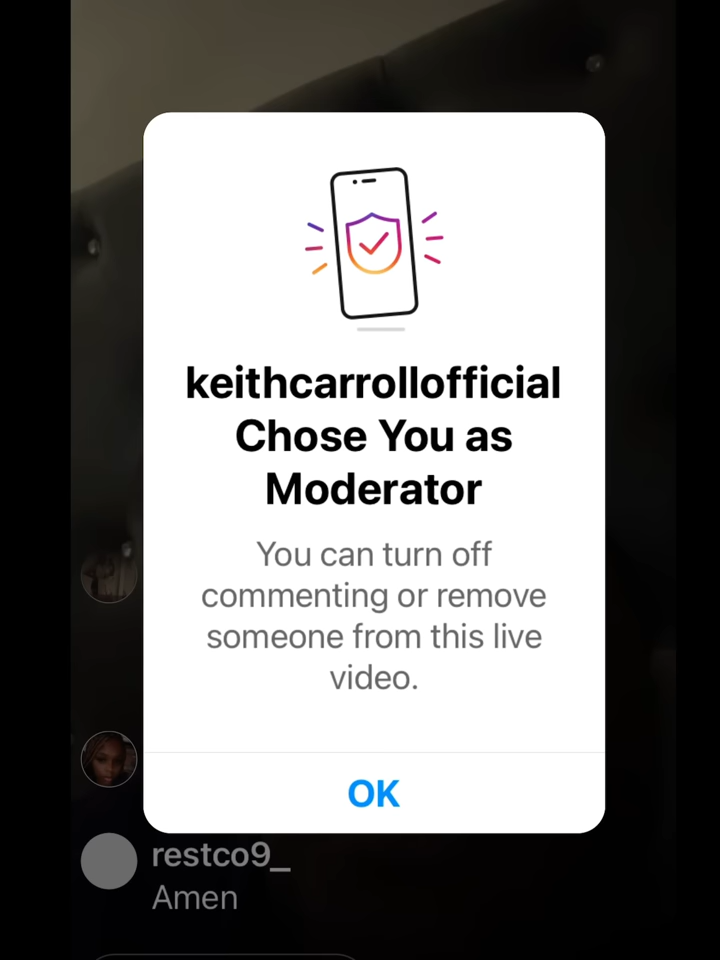 keithcarrollofficial
Chose You as
Moderator
You can turn off
commenting or remove
someone from this live
video.
OK
restco9_
Amen